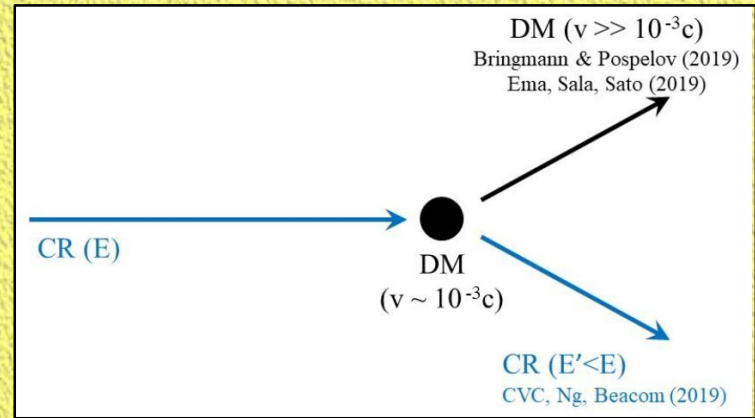 DM (v >> 10⁻³c)
Bringmann & Pospelov (2019)
Ema, Sala, Sato (2019)
CR (E)
DM
(v ~ 10⁻³c)
CR (E′<E)
CVC, Ng, Beacom (2019)